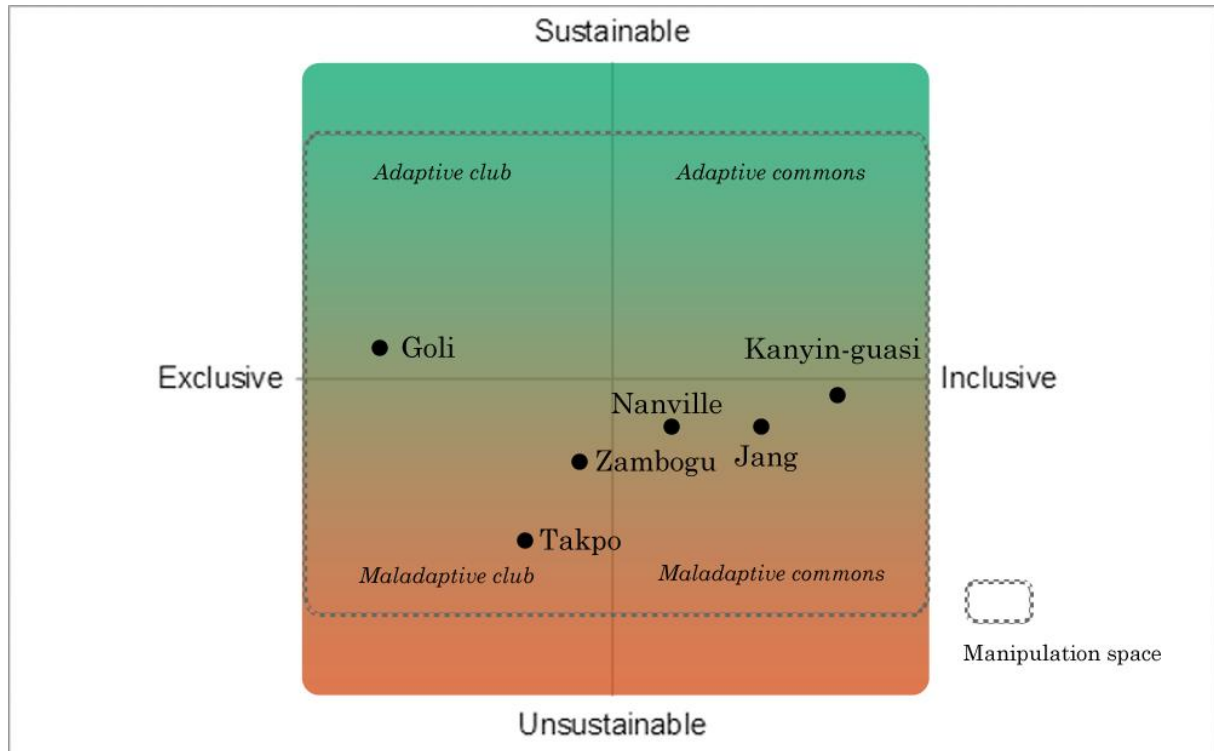 Sustainable
Adaptive club
Adaptive commons
Goli
Kanyin-guasi
Exclusive
Inclusive
Nanville
Zambogu
Jang
Takpo
Maladaptive club
Maladaptive commons
Manipulation space
Unsustainable